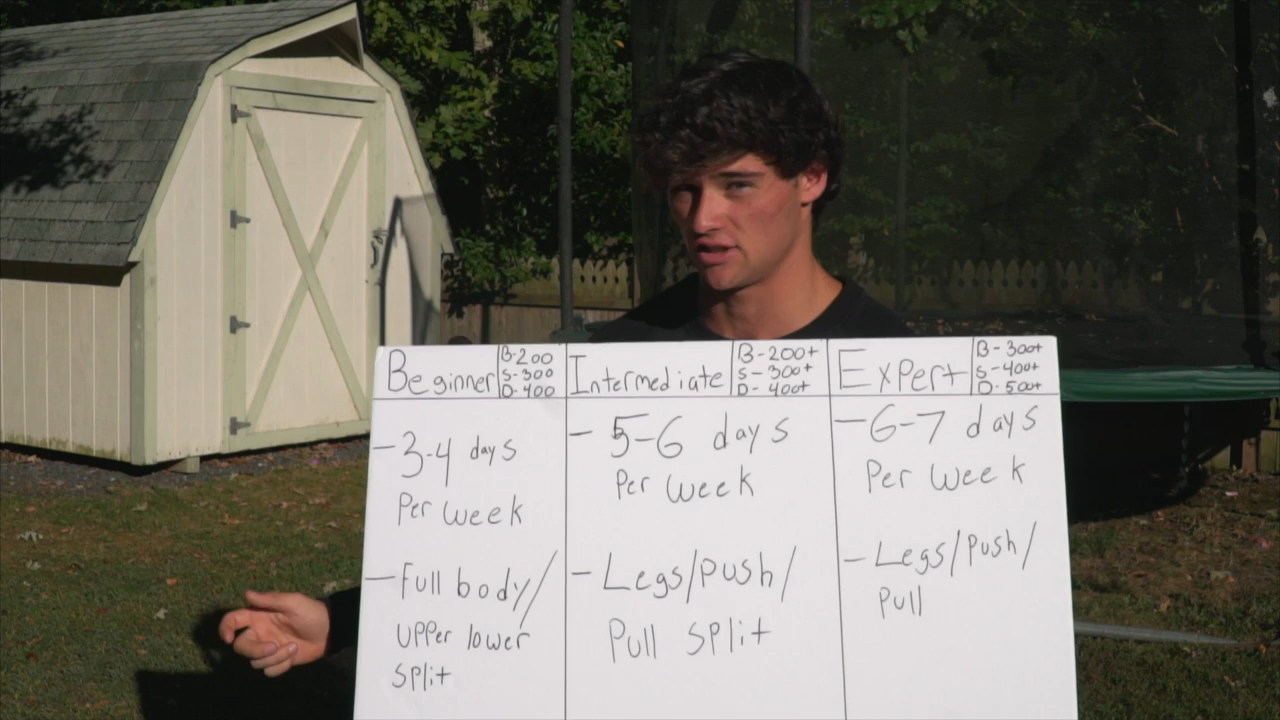 Beginner
B-200
S-300
D-400
- 3-4 days
Per week
- Full body/
Upper lower
split
Intermediate
B-200+
S-300+
D-400+
- 5-6 days
Per week
- Legs/Push/
Pull split
Expert
B-300+
S-400+
D-500+
- 6-7 days
Per week
- Legs/Push/
Pull